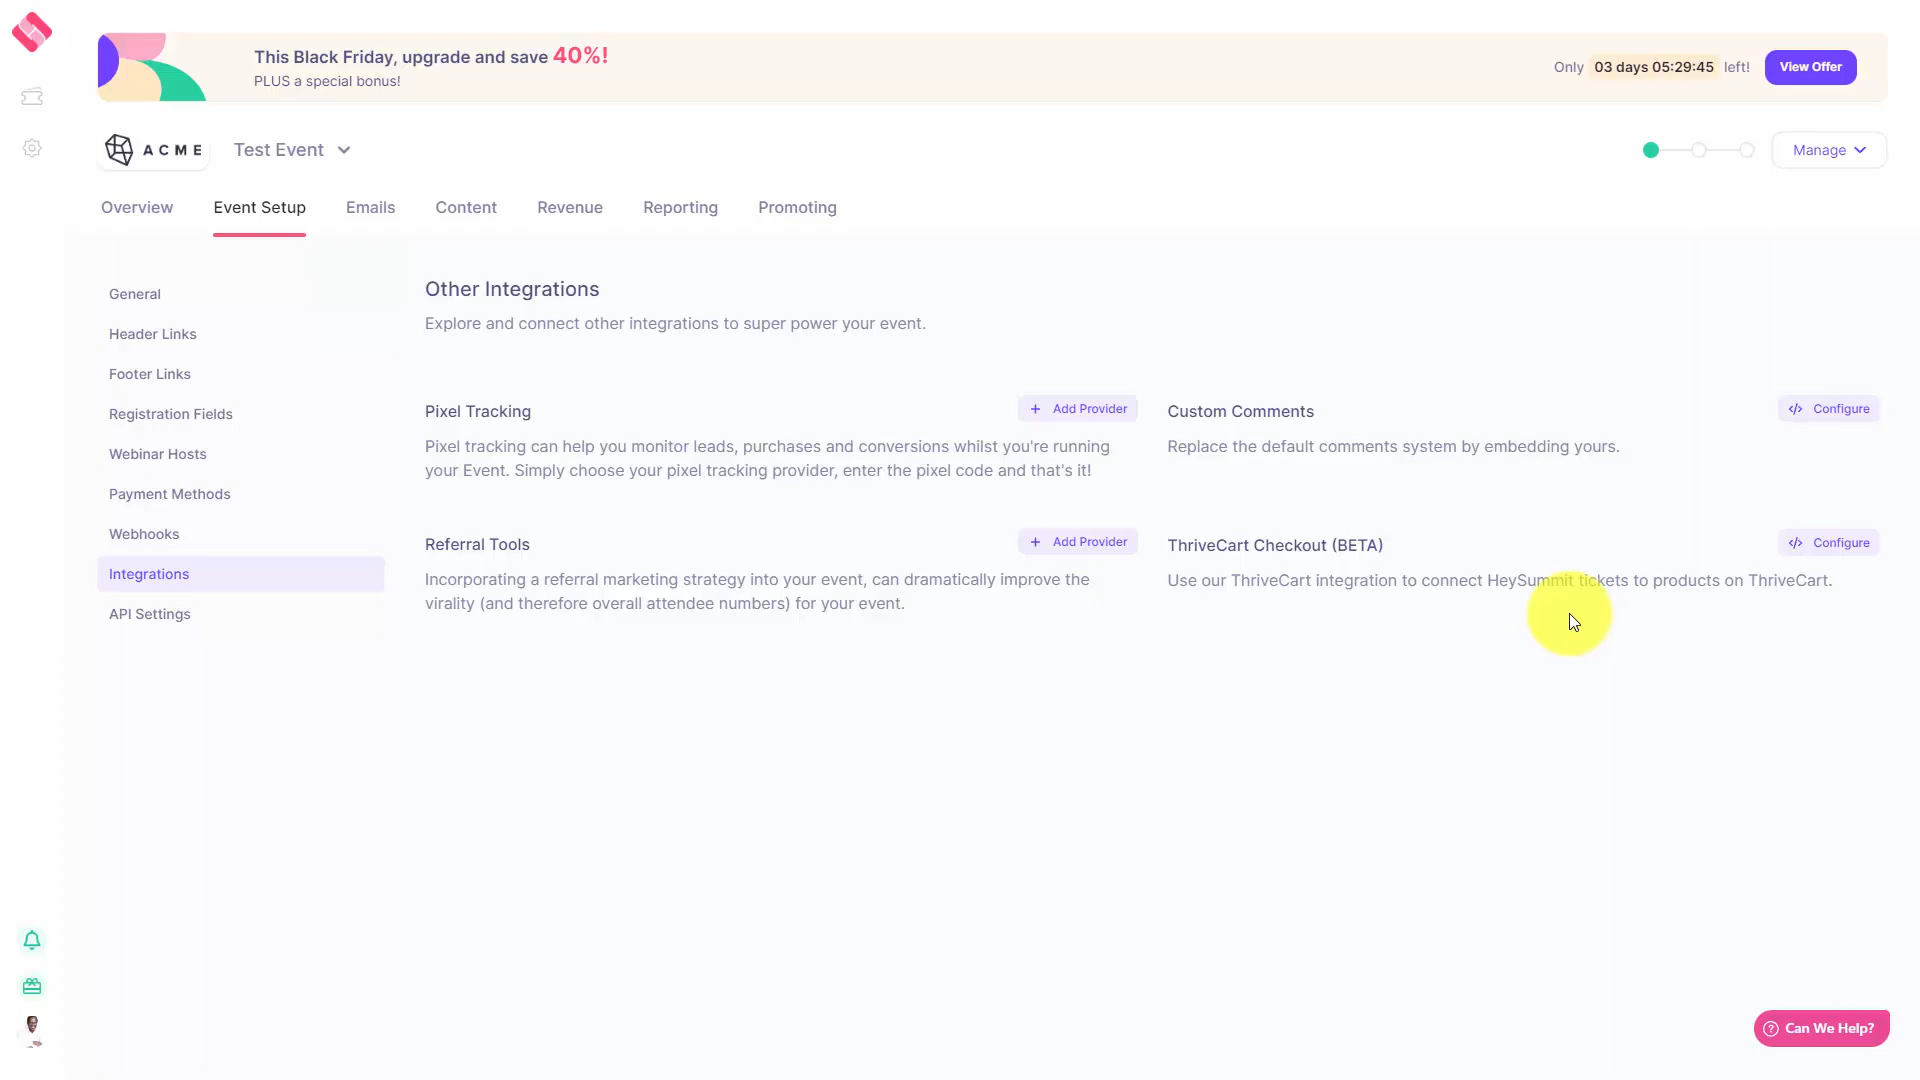 This Black Friday, upgrade and save 40%!
PLUS a special bonus!
Only 03 days 05:29:45 left!
View Offer
ACME
Test Event
Manage
Overview
Event Setup
Emails
Content
Revenue
Reporting
Promoting
General
Header Links
Footer Links
Registration Fields
Webinar Hosts
Payment Methods
Webhooks
Integrations
API Settings
Other Integrations
Explore and connect other integrations to super power your event.
Pixel Tracking
+ Add Provider
Pixel tracking can help you monitor leads, purchases and conversions whilst you're running
your Event. Simply choose your pixel tracking provider, enter the pixel code and that's it!
Custom Comments
</> Configure
Replace the default comments system by embedding yours.
Referral Tools
+ Add Provider
Incorporating a referral marketing strategy into your event, can dramatically improve the
virality (and therefore overall attendee numbers) for your event.
ThriveCart Checkout (BETA)
</> Configure
Use our ThriveCart integration to connect HeySummit tickets to products on ThriveCart.
? Can We Help?